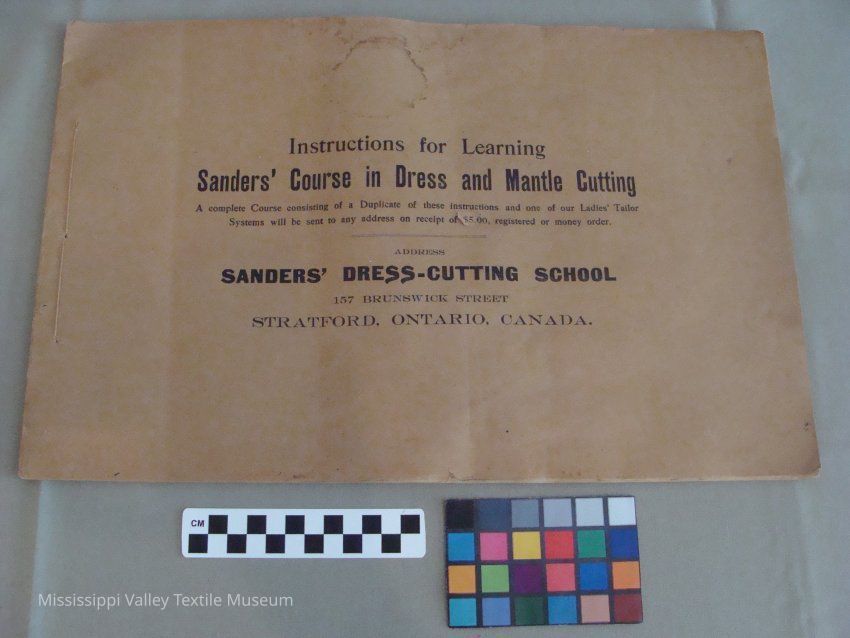 Instructions for Learning
Sanders' Course in Dress and Mantle Cutting
A complete Course consisting of a Duplicate of these instructions and one of our Ladies' Tailor
Systems will be sent to any address on receipt of $5.00, registered or money order.
ADDRESS
SANDERS' DRESS-CUTTING SCHOOL
157 BRUNSWICK STREET
STRATFORD, ONTARIO, CANADA.
CM
Mississippi Valley Textile Museum